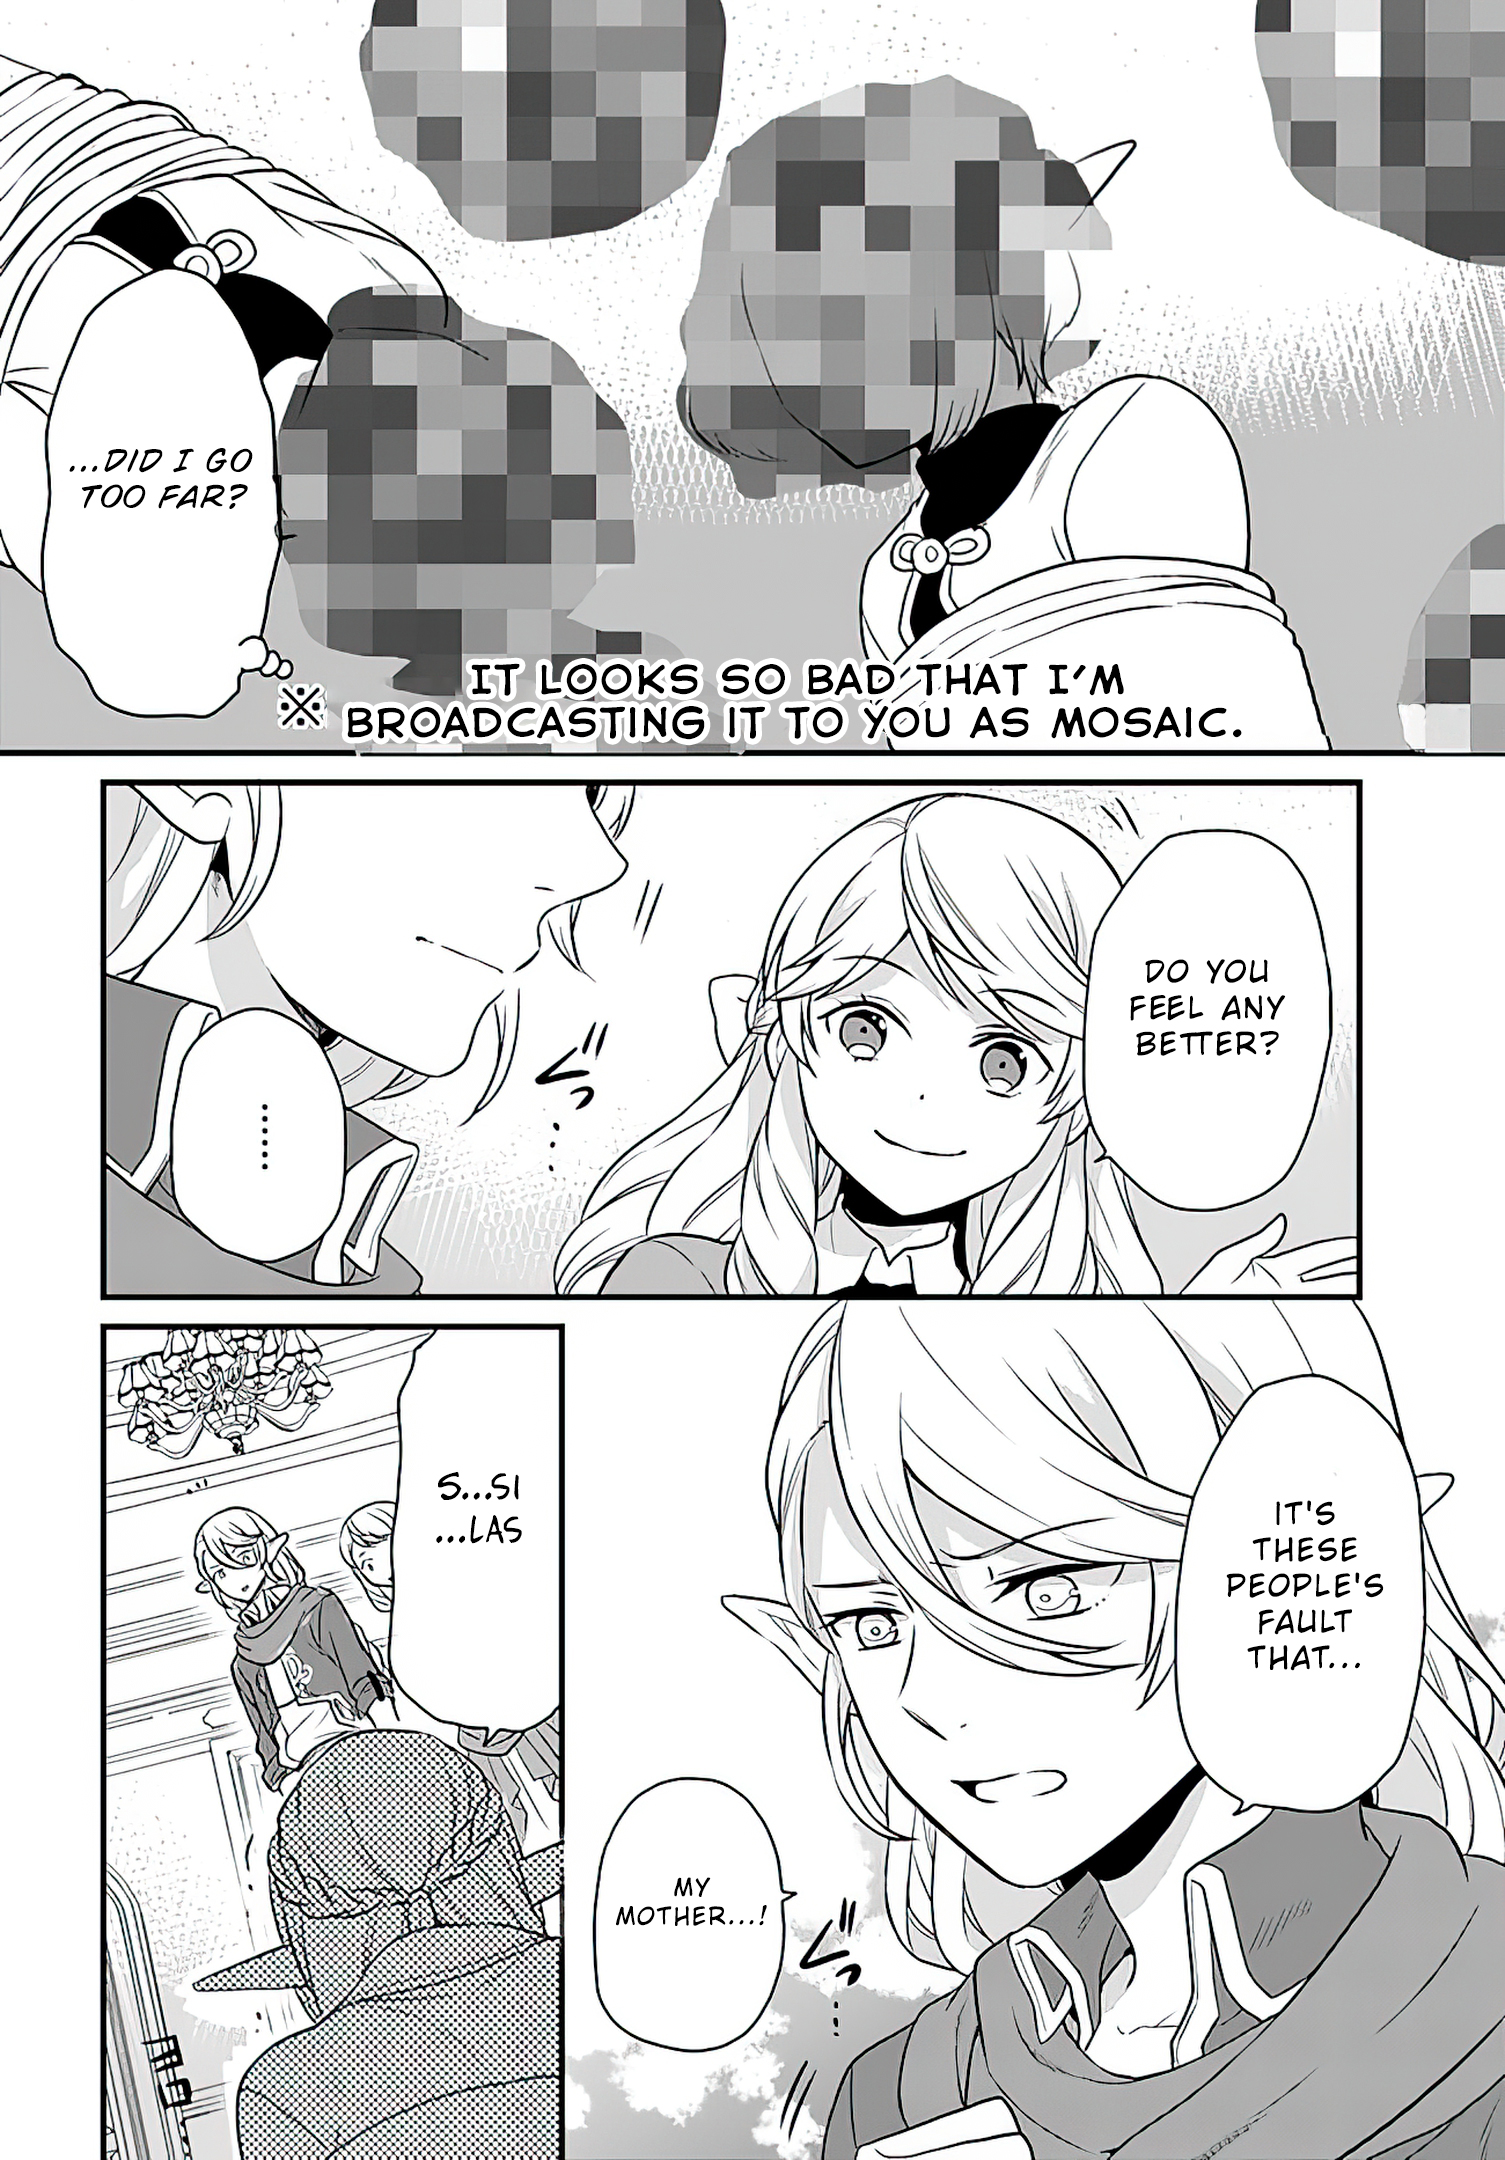 ...DID I GO
TOO FAR?
※
IT LOOKS SO BAD THAT I'M
BROADCASTING IT TO YOU AS MOSAIC.
DO YOU
FEEL ANY
BETTER?
........
IT'S
THESE
PEOPLE'S
FAULT
THAT...
MY
MOTHER...!
S...SI
...LAS